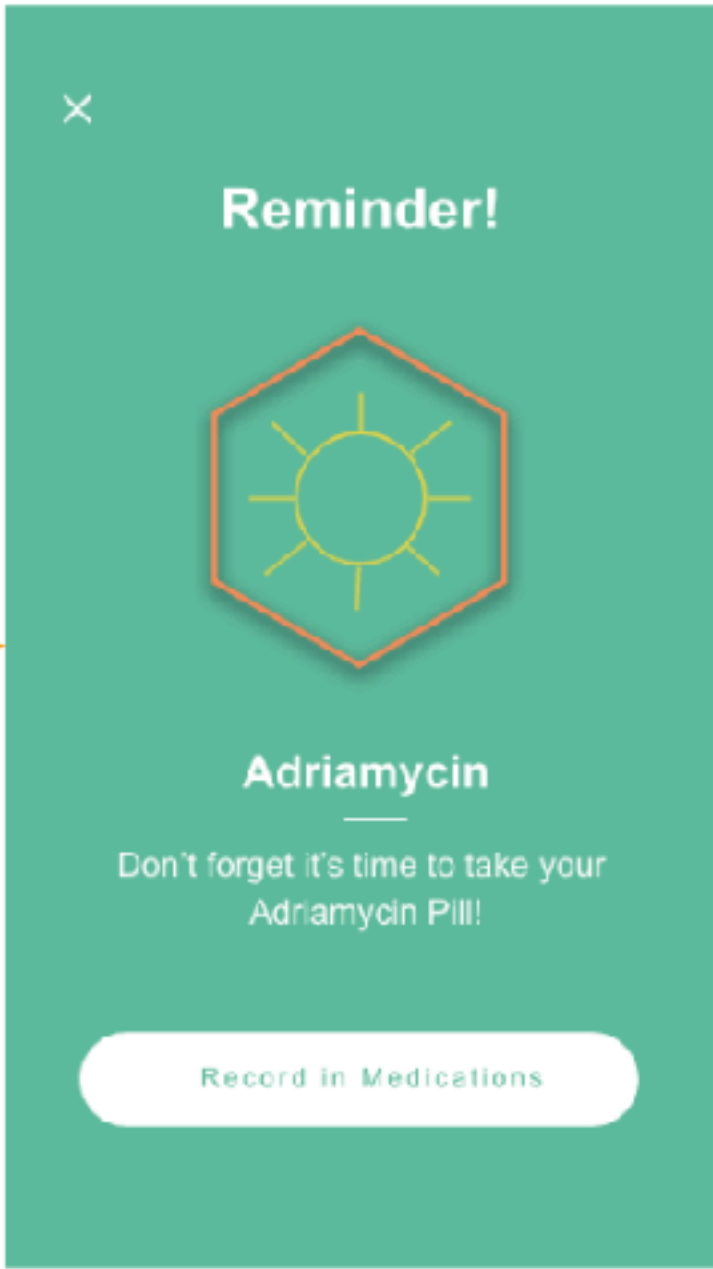 Reminder!
Adriamycin
Don't forget it's time to take your
Adriamycin Pill!
Record in Medications